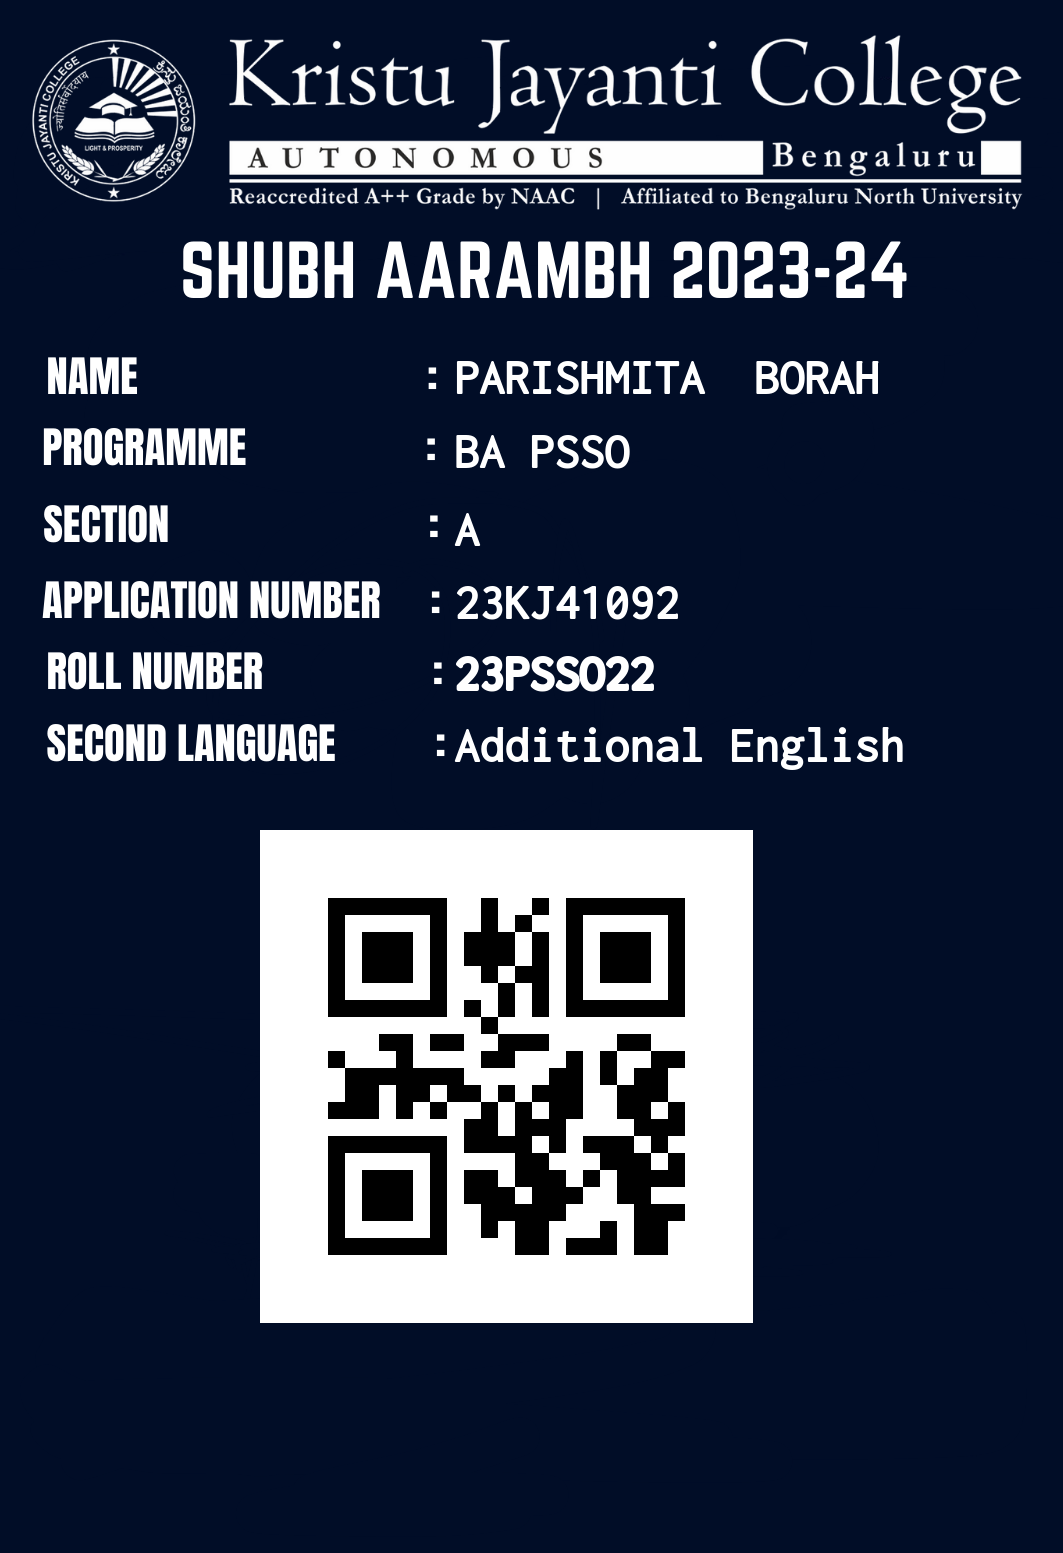 KRISTU JAYANTI COLLEGE
ಕ್ರಿಸ್ತು ಜಯಂತಿ ಕಾಲೇಜು
LIGHT & PROSPERITY
Kristu Jayanti College
AUTONOMOUS Bengaluru
Reaccredited A++ Grade by NAAC | Affiliated to Bengaluru North University
SHUBH AARAMBH 2023-24
NAME : PARISHMITA BORAH
PROGRAMME : BA PSSO
SECTION : A
APPLICATION NUMBER : 23KJ41092
ROLL NUMBER : 23PSSO22
SECOND LANGUAGE : Additional English